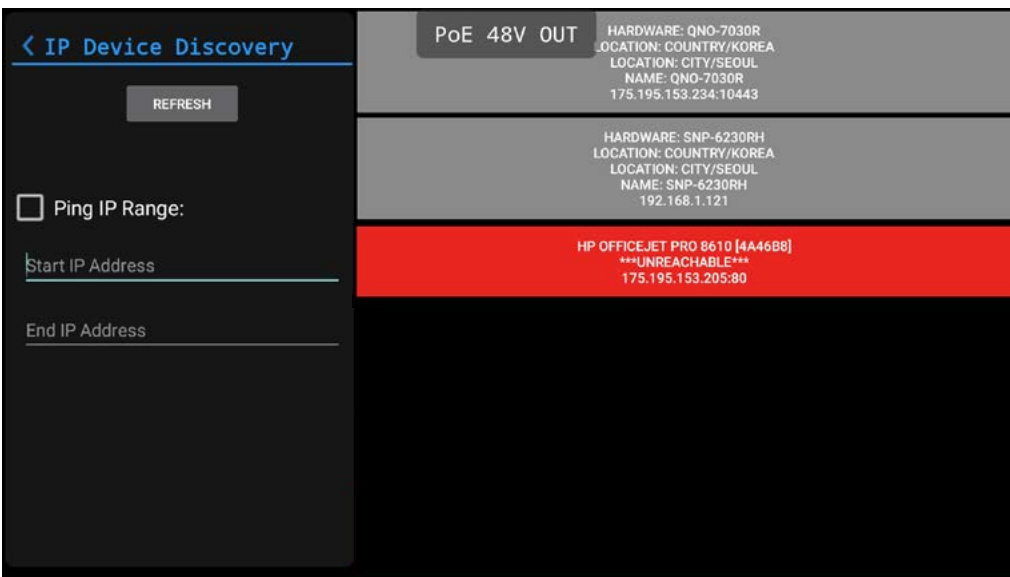 IP Device Discovery
REFRESH
Ping IP Range:
Start IP Address
End IP Address
PoE 48V OUT
HARDWARE: QNO-7030R
LOCATION: COUNTRY/KOREA
LOCATION: CITY/SEOUL
NAME: QNO-7030R
175.195.153.234:10443
HARDWARE: SNP-6230RH
LOCATION: COUNTRY/KOREA
LOCATION: CITY/SEOUL
NAME: SNP-6230RH
192.168.1.121
HP OFFICEJET PRO 8610 [4A46B8]
***UNREACHABLE***
175.195.153.205:80